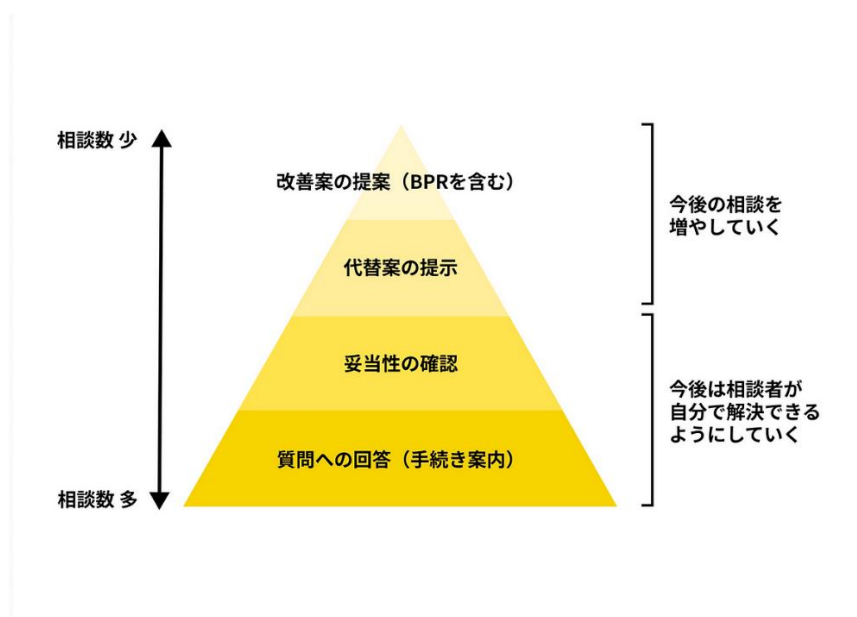 相談数 少
改善案の提案（BPRを含む）
代替案の提示
妥当性の確認
質問への回答（手続き案内）
相談数 多
今後の相談を
増やしていく
今後は相談者が
自分で解決できる
ようにしていく